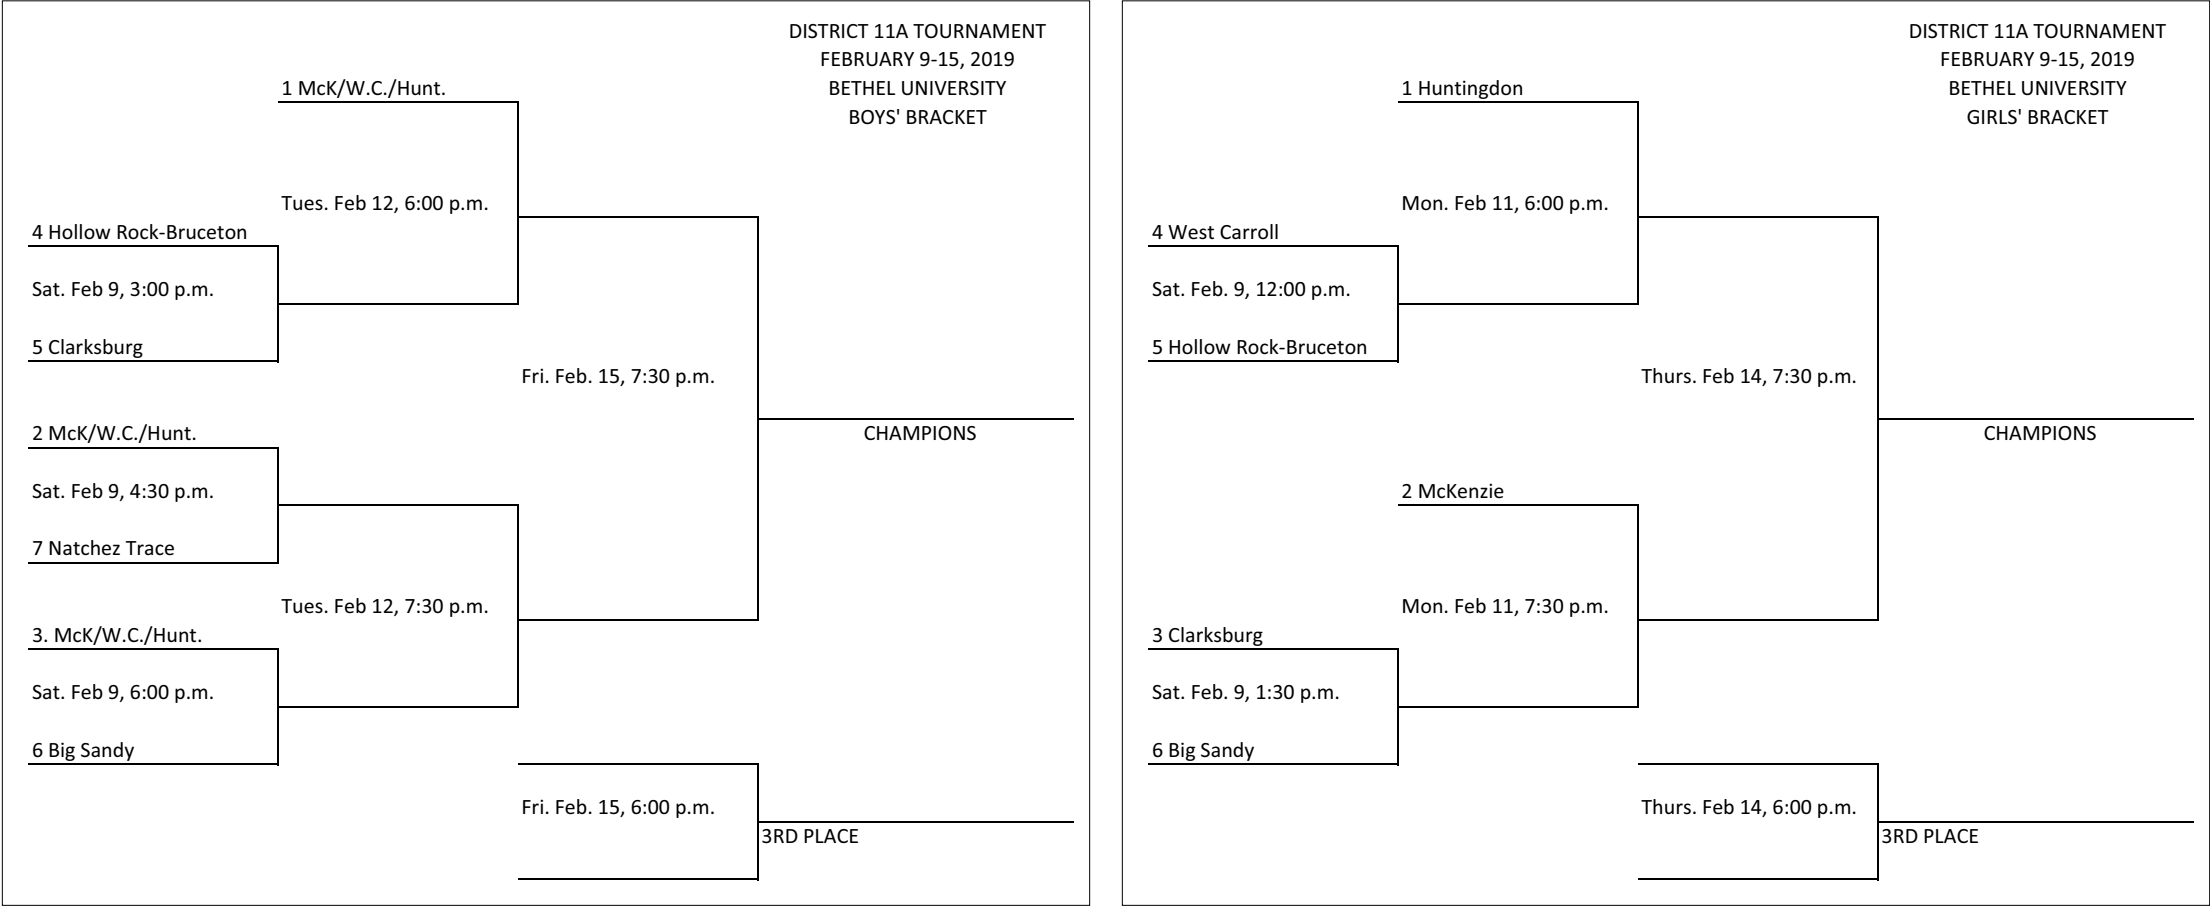 DISTRICT 11A TOURNAMENT
FEBRUARY 9-15, 2019
BETHEL UNIVERSITY
BOYS' BRACKET
1 McK/W.C./Hunt.
Tues. Feb 12, 6:00 p.m.
4 Hollow Rock-Bruceton
Sat. Feb 9, 3:00 p.m.
5 Clarksburg
Fri. Feb. 15, 7:30 p.m.
2 McK/W.C./Hunt.
CHAMPIONS
Sat. Feb 9, 4:30 p.m.
7 Natchez Trace
Tues. Feb 12, 7:30 p.m.
3. McK/W.C./Hunt.
Sat. Feb 9, 6:00 p.m.
6 Big Sandy
Fri. Feb. 15, 6:00 p.m.
3RD PLACE
DISTRICT 11A TOURNAMENT
FEBRUARY 9-15, 2019
BETHEL UNIVERSITY
GIRLS' BRACKET
1 Huntingdon
Mon. Feb 11, 6:00 p.m.
4 West Carroll
Sat. Feb. 9, 12:00 p.m.
5 Hollow Rock-Bruceton
Thurs. Feb 14, 7:30 p.m.
CHAMPIONS
2 McKenzie
Mon. Feb 11, 7:30 p.m.
3 Clarksburg
Sat. Feb. 9, 1:30 p.m.
6 Big Sandy
Thurs. Feb 14, 6:00 p.m.
3RD PLACE